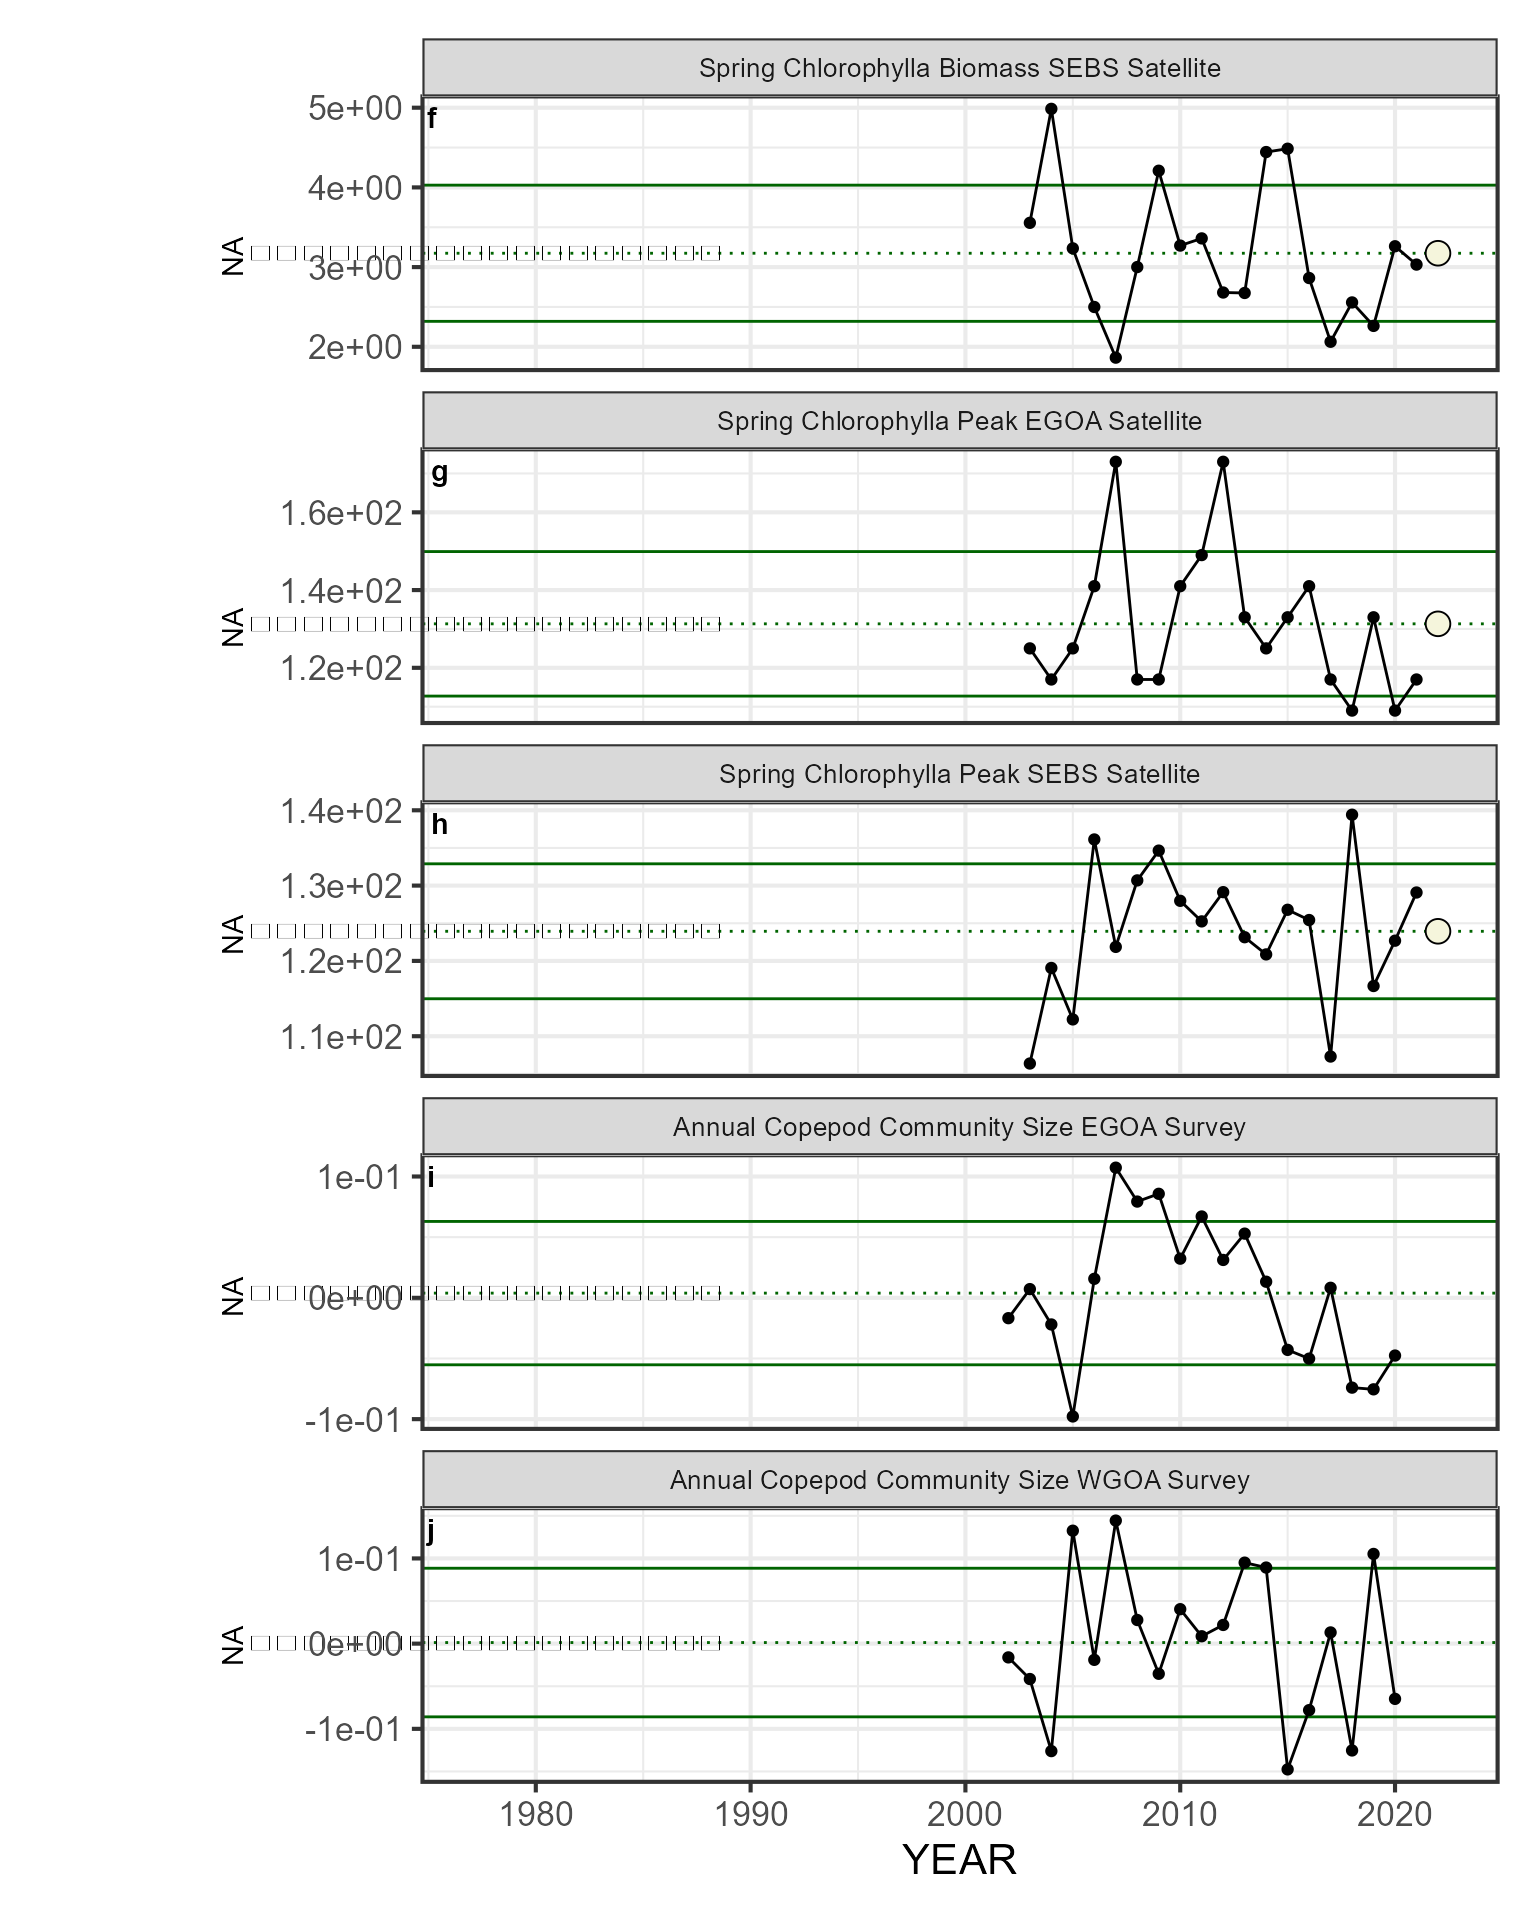 Spring Chlorophylla Biomass SEBS Satellite
f
5e+00
4e+00
NA
3e+00
2e+00
Spring Chlorophylla Peak EGOA Satellite
g
1.6e+02
1.4e+02
NA
1.2e+02
Spring Chlorophylla Peak SEBS Satellite
h
1.4e+02
1.3e+02
NA
1.2e+02
1.1e+02
Annual Copepod Community Size EGOA Survey
i
1e-01
NA
0e+00
-1e-01
Annual Copepod Community Size WGOA Survey
j
1e-01
NA
0e+00
-1e-01
1980 1990 2000 2010 2020
YEAR